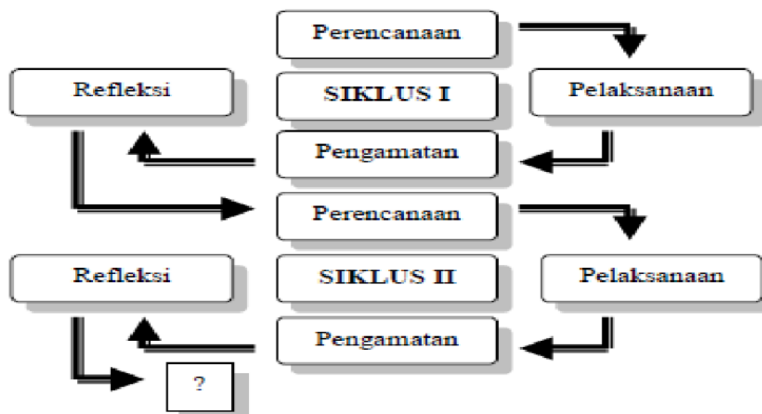 Perencanaan
Refleksi
SIKLUS I
Pelaksanaan
Pengamatan
Perencanaan
Refleksi
SIKLUS II
Pelaksanaan
Pengamatan
?